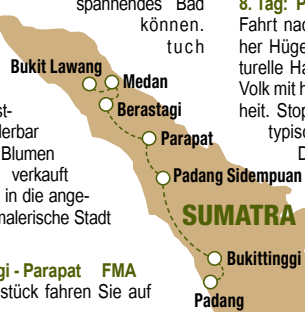 spannendes Bad
können.
tuch
st-
derbar
Blumen
verkauft
in die ange-
malerische Stadt
gi - Parapat FMA
stück fahren Sie auf
8. Tag: P
Fahrt nac
her Hüge
turelle Ha
Volk mit h
heit. Stop
typisc
D
Bukit Lawang
Medan
Berastagi
Parapat
Padang Sidempuan
SUMATRA
Bukittinggi
Padang